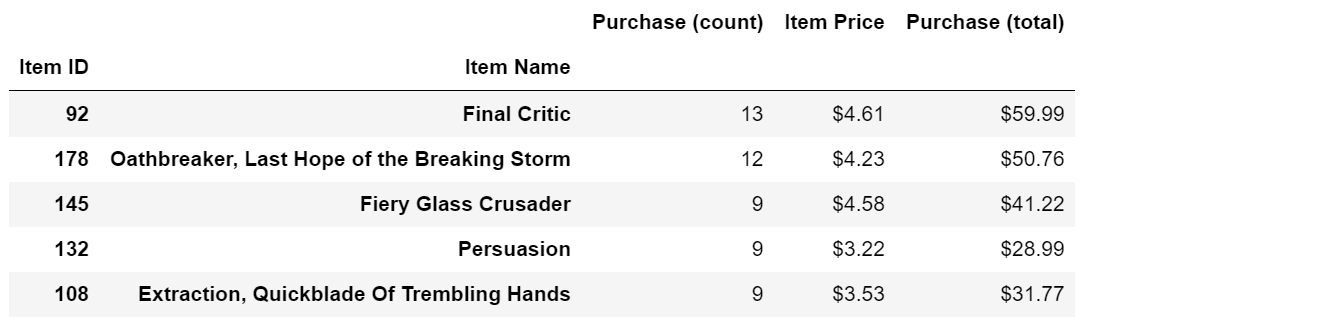 Purchase (count) Item Price Purchase (total)
Item ID Item Name
92 Final Critic 13 $4.61 $59.99
178 Oathbreaker, Last Hope of the Breaking Storm 12 $4.23 $50.76
145 Fiery Glass Crusader 9 $4.58 $41.22
132 Persuasion 9 $3.22 $28.99
108 Extraction, Quickblade Of Trembling Hands 9 $3.53 $31.77